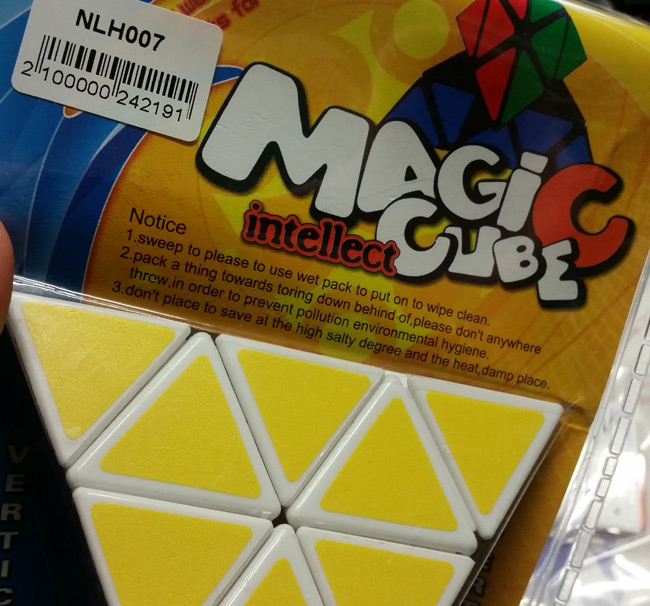 NLH007
2 100000 242191
MAGiC
intellect
CUBE
Notice
1.sweep to please to use wet pack to put on to wipe clean.
2.pack a thing towards toring down behind of,please don't anywhere
threw,in order to prevent pollution environmental hygiene.
3.don't place to save at the high salty degree and the heat,damp place.
VERTIC